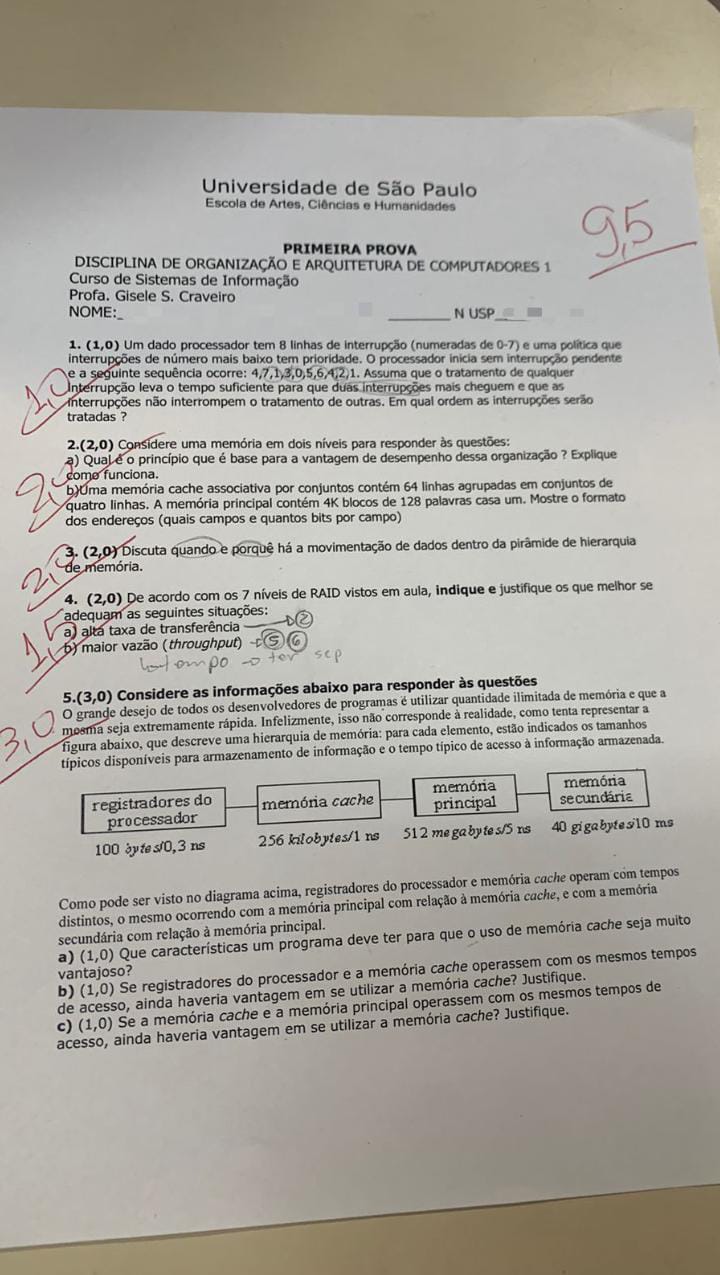 Universidade de São Paulo
Escola de Artes, Ciências e Humanidades
9,5
PRIMEIRA PROVA
DISCIPLINA DE ORGANIZAÇÃO E ARQUITETURA DE COMPUTADORES 1
Curso de Sistemas de Informação
Profa. Gisele S. Craveiro
NOME:_ ________ N USP__
1. (1,0) Um dado processador tem 8 linhas de interrupção (numeradas de 0-7) e uma política que
interrupções de número mais baixo tem prioridade. O processador inicia sem interrupção pendente
e a seguinte sequência ocorre: 4,7,1,3,0,5,6,4,2,1. Assuma que o tratamento de qualquer
interrupção leva o tempo suficiente para que duas interrupções mais cheguem e que as
interrupções não interrompem o tratamento de outras. Em qual ordem as interrupções serão
tratadas ?
1,0
2.(2,0) Considere uma memória em dois níveis para responder às questões:
a) Qual é o princípio que é base para a vantagem de desempenho dessa organização ? Explique
como funciona.
b)Uma memória cache associativa por conjuntos contém 64 linhas agrupadas em conjuntos de
quatro linhas. A memória principal contém 4K blocos de 128 palavras casa um. Mostre o formato
dos endereços (quais campos e quantos bits por campo)
2,0
3. (2,0) Discuta quando e porquê há a movimentação de dados dentro da pirâmide de hierarquia
de memória.
2,0
4. (2,0) De acordo com os 7 níveis de RAID vistos em aula, indique e justifique os que melhor se
adequam as seguintes situações:
a) alta taxa de transferência → 2
b) maior vazão (throughput) → 5 6
tempo → ter sep
1,5
5.(3,0) Considere as informações abaixo para responder às questões
O grande desejo de todos os desenvolvedores de programas é utilizar quantidade ilimitada de memória e que a
mesma seja extremamente rápida. Infelizmente, isso não corresponde à realidade, como tenta representar a
figura abaixo, que descreve uma hierarquia de memória: para cada elemento, estão indicados os tamanhos
típicos disponíveis para armazenamento de informação e o tempo típico de acesso à informação armazenada.
3,0
registradores do
processador
memória cache
memória
principal
memória
secundária
100 bytes/0,3 ns
256 kilobytes/1 ns
512 megabytes/5 ns
40 gigabytes/10 ms
Como pode ser visto no diagrama acima, registradores do processador e memória cache operam com tempos
distintos, o mesmo ocorrendo com a memória principal com relação à memória cache, e com a memória
secundária com relação à memória principal.
a) (1,0) Que características um programa deve ter para que o uso de memória cache seja muito
vantajoso?
b) (1,0) Se registradores do processador e a memória cache operassem com os mesmos tempos
de acesso, ainda haveria vantagem em se utilizar a memória cache? Justifique.
c) (1,0) Se a memória cache e a memória principal operassem com os mesmos tempos de
acesso, ainda haveria vantagem em se utilizar a memória cache? Justifique.